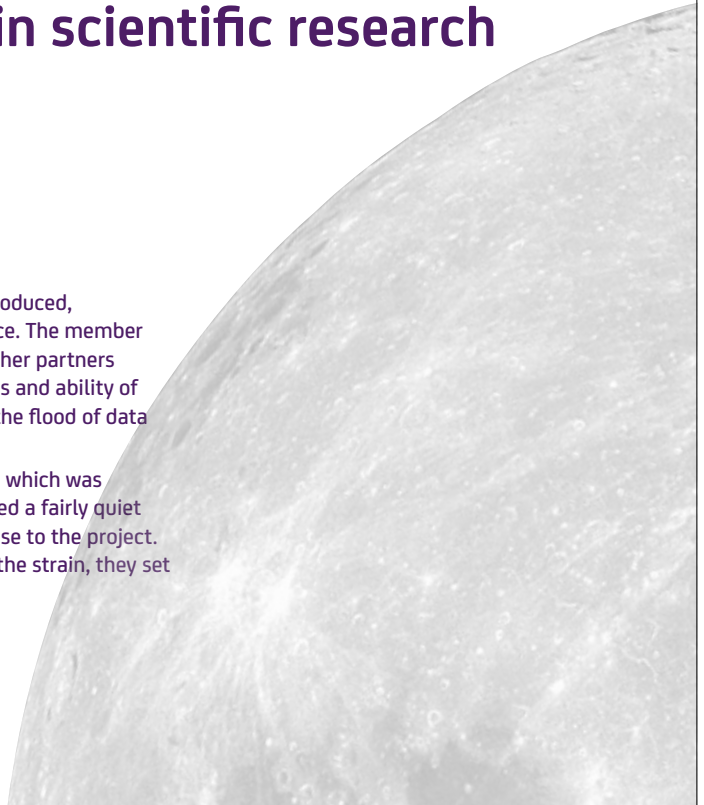 in scientific research
oduced,
ce. The member
her partners
s and ability of
he flood of data
which was
ed a fairly quiet
se to the project.
the strain, they set